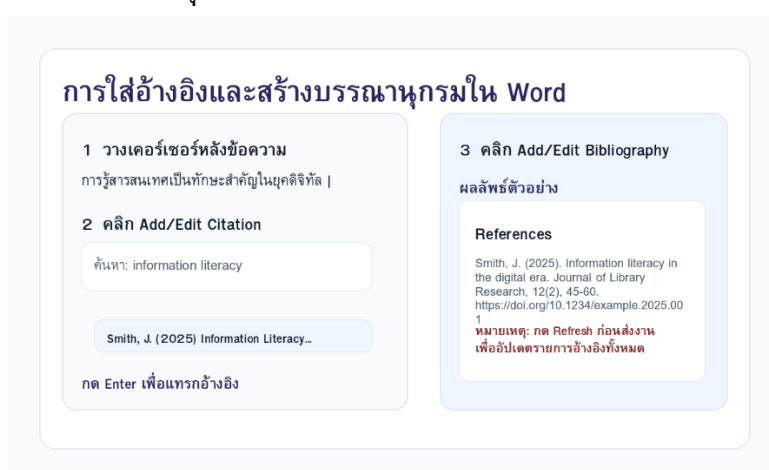 การใส่อ้างอิงและสร้างบรรณานุกรมใน Word
1 วางเคอร์เซอร์หลังข้อความ
การรู้สารสนเทศเป็นทักษะสำคัญในยุคดิจิทัล |
2 คลิก Add/Edit Citation
ค้นหา: information literacy
Smith, J. (2025) Information Literacy...
กด Enter เพื่อแทรกอ้างอิง
3 คลิก Add/Edit Bibliography
ผลลัพธ์ตัวอย่าง
References
Smith, J. (2025). Information literacy in
the digital era. Journal of Library
Research, 12(2), 45-60.
https://doi.org/10.1234/example.2025.00
1
หมายเหตุ: กด Refresh ก่อนส่งงาน
เพื่ออัปเดตรายการอ้างอิงทั้งหมด